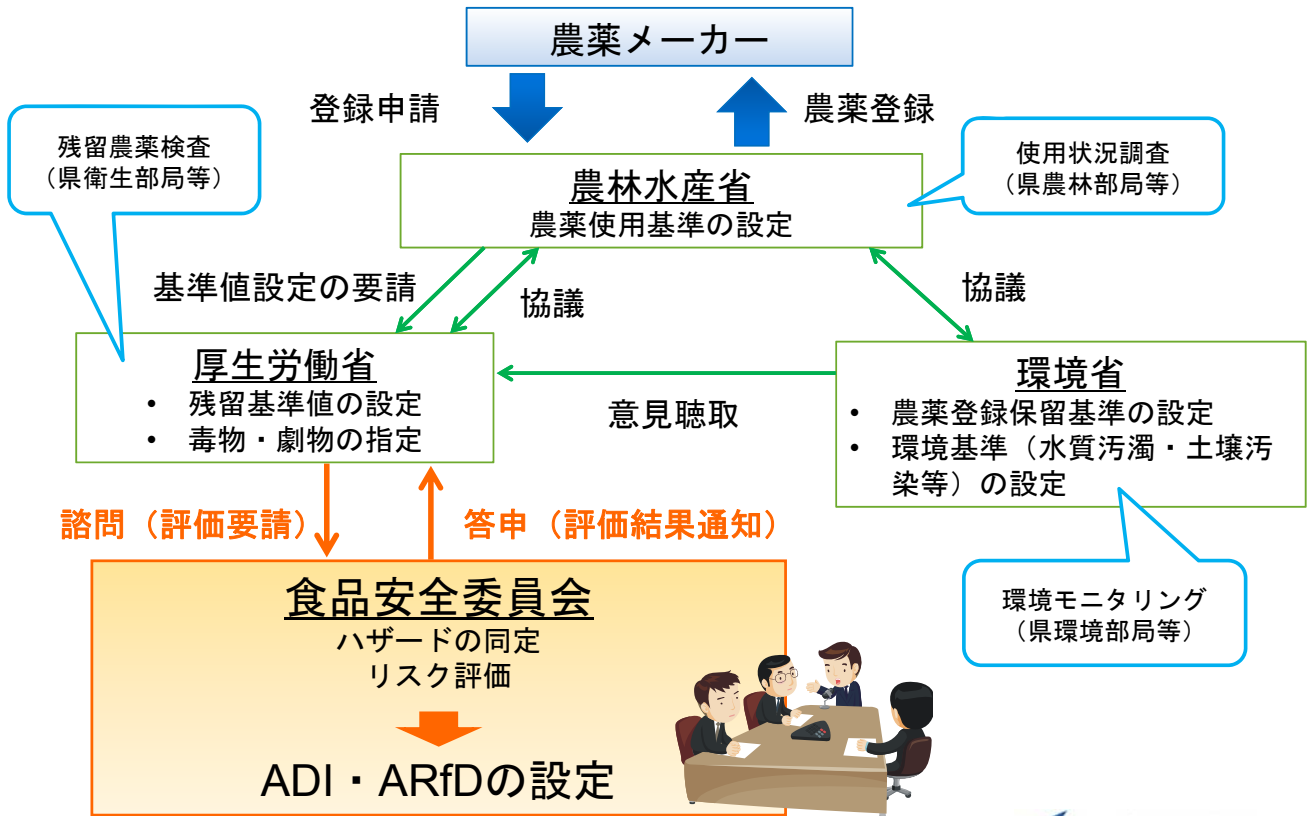 農薬メーカー
登録申請
農薬登録
残留農薬検査
（県衛生部局等）
使用状況調査
（県農林部局等）
農林水産省
農薬使用基準の設定
基準値設定の要請
協議
協議
厚生労働省
• 残留基準値の設定
• 毒物・劇物の指定
意見聴取
環境省
• 農薬登録保留基準の設定
• 環境基準（水質汚濁・土壌汚
染等）の設定
諮問（評価要請）
答申（評価結果通知）
食品安全委員会
ハザードの同定
リスク評価
ADI・ARfDの設定
環境モニタリング
（県環境部局等）